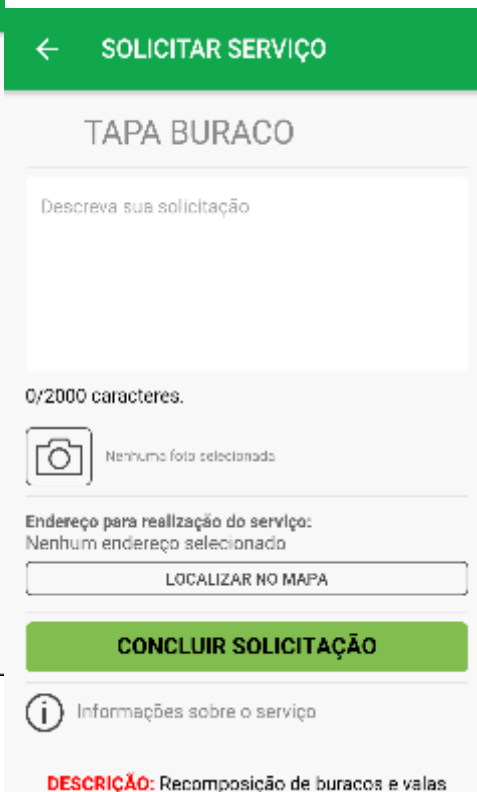 SOLICITAR SERVIÇO
TAPA BURACO
Descreva sua solicitação
0/2000 caracteres.
Nenhuma foto selecionada
Endereço para realização do serviço:
Nenhum endereço selecionado
LOCALIZAR NO MAPA
CONCLUIR SOLICITAÇÃO
Informações sobre o serviço
DESCRIÇÃO: Recomposição de buracos e valas